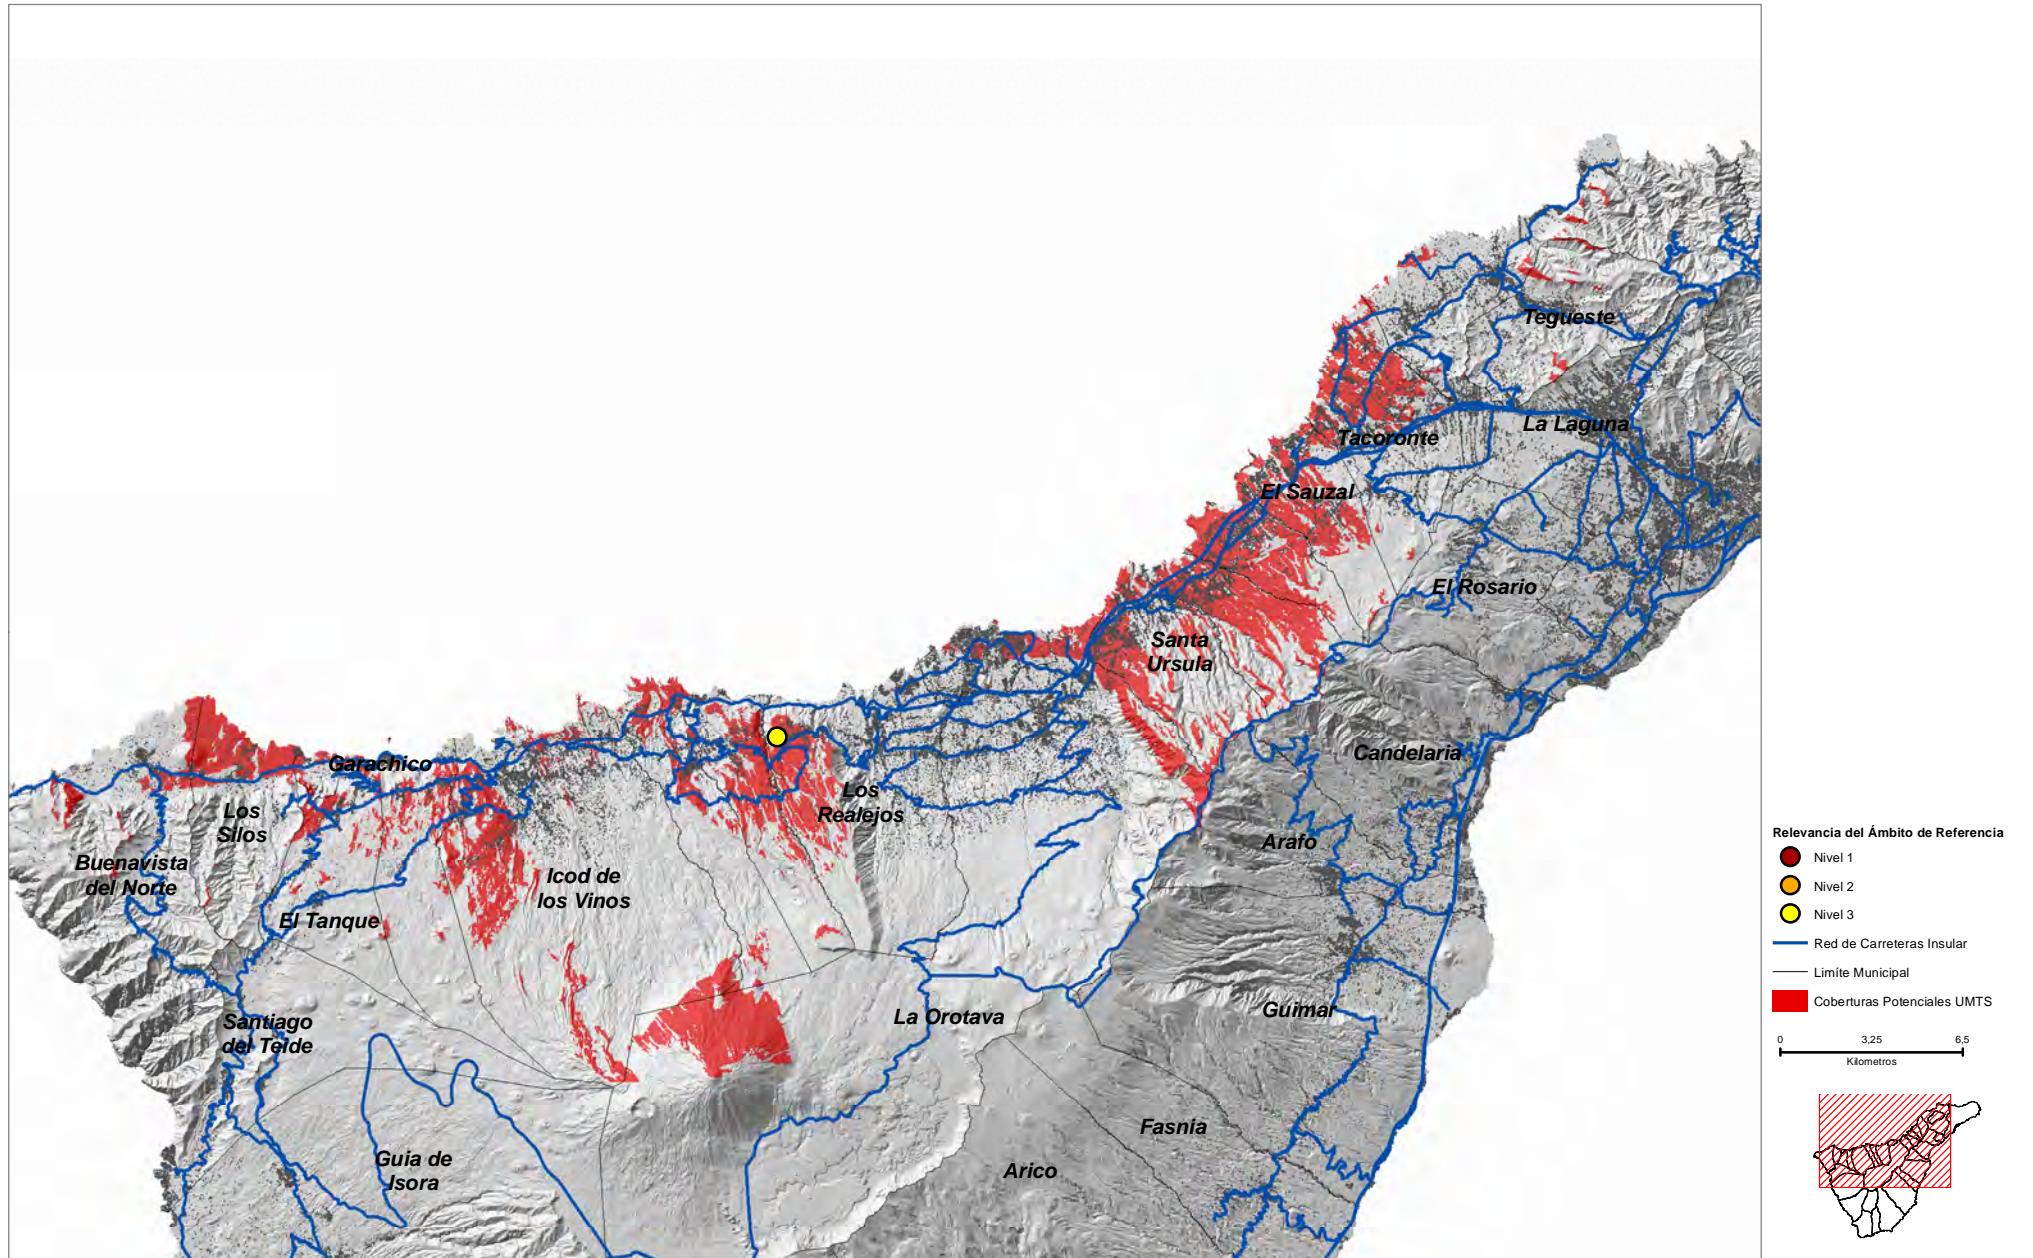 Tegueste
La Laguna
Tacoronte
El Sauzal
El Rosario
Santa
Ursula
Candelaria
Garachico
Los
Realejos
Los
Silos
Arafo
Buenavista
del Norte
Icod de
los Vinos
El Tanque
Guimar
La Orotava
Santiago
del Teide
Fasnia
Guia de
Isora
Arico
Relevancia del Ámbito de Referencia
Nivel 1
Nivel 2
Nivel 3
Red de Carreteras Insular
Limíte Municipal
Coberturas Potenciales UMTS
0 3,25 6,5
Kilometros